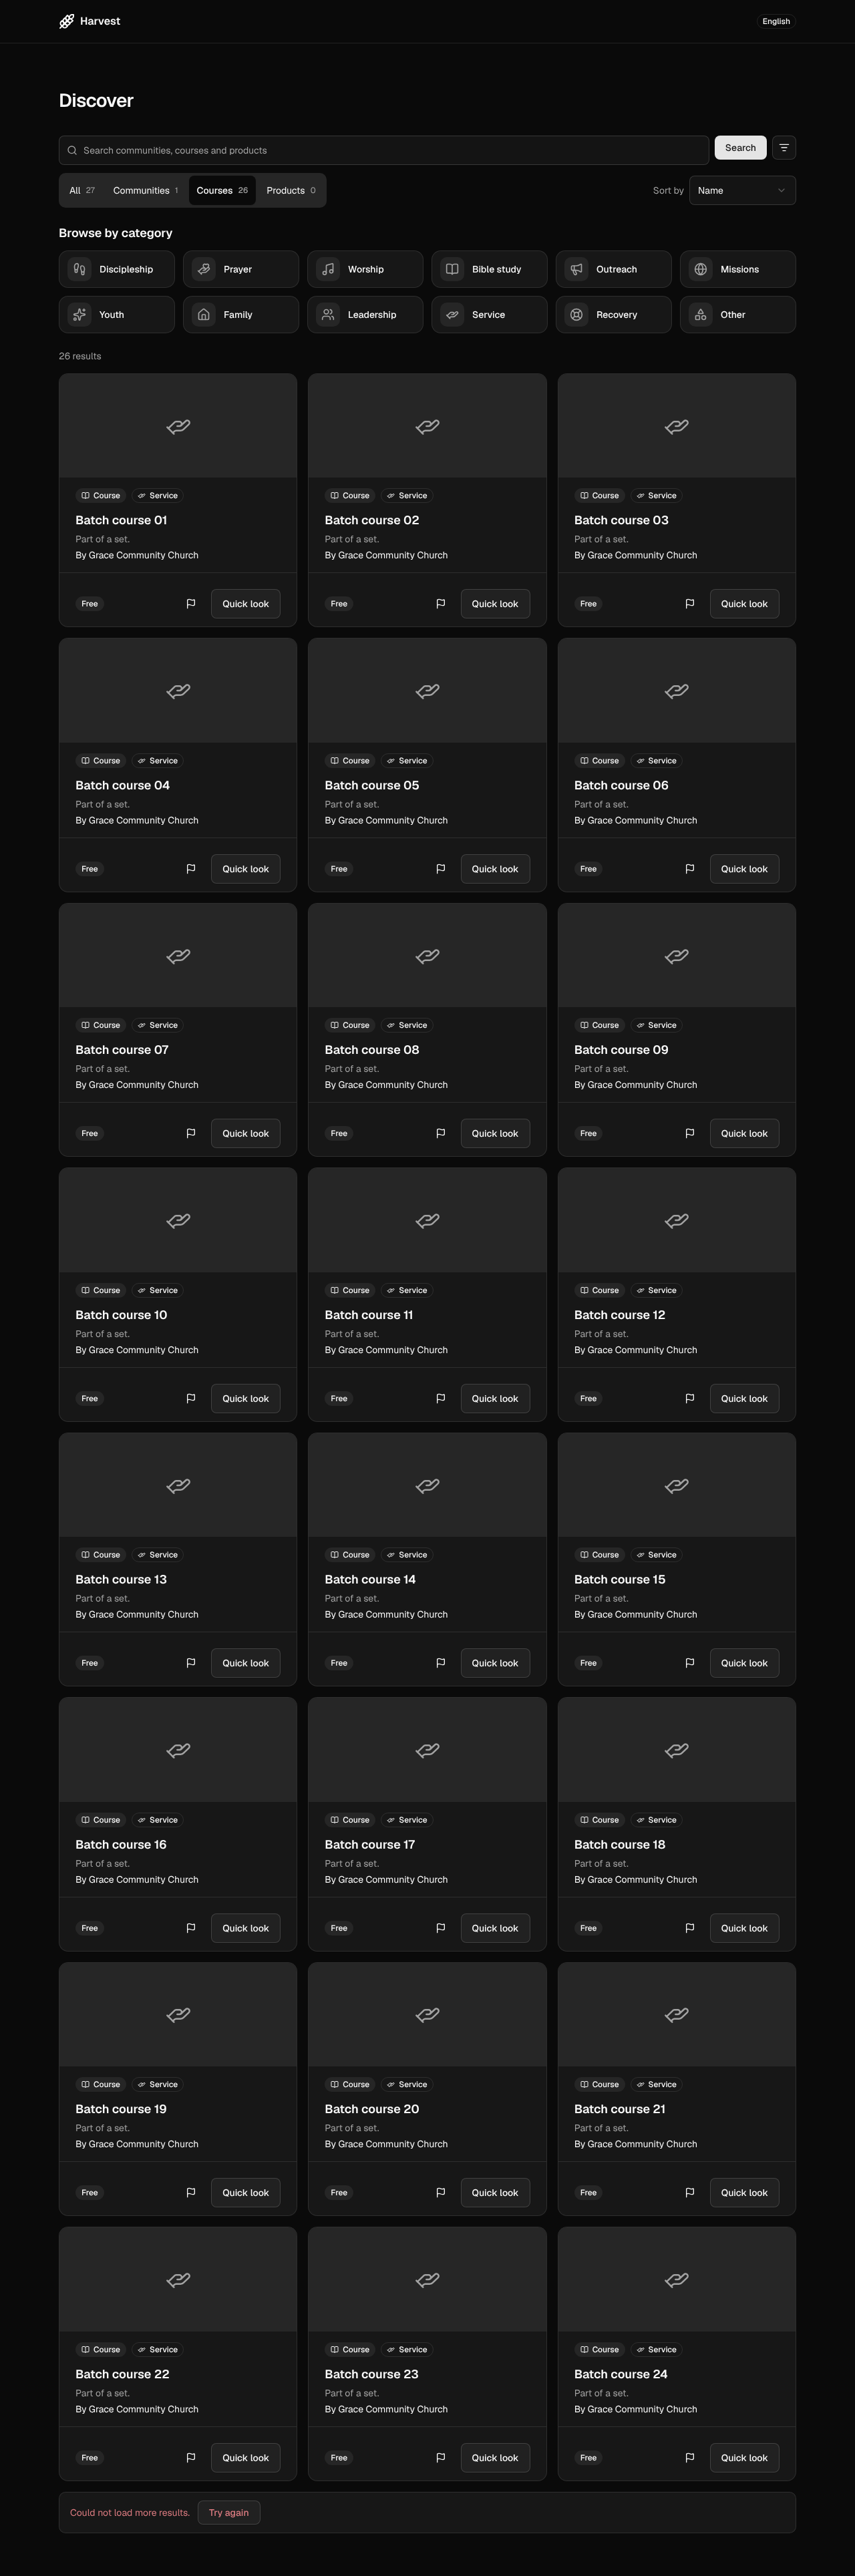 Harvest
English
Discover
Search communities, courses and products
Search
All 27 Communities 1 Courses 26 Products 0
Sort by Name
Browse by category
Discipleship Prayer Worship Bible study Outreach Missions
Youth Family Leadership Service Recovery Other
26 results
Course Service Course Service Course Service
Batch course 01 Batch course 02 Batch course 03
Part of a set. Part of a set. Part of a set.
By Grace Community Church By Grace Community Church By Grace Community Church
Free Quick look Free Quick look Free Quick look
Course Service Course Service Course Service
Batch course 04 Batch course 05 Batch course 06
Part of a set. Part of a set. Part of a set.
By Grace Community Church By Grace Community Church By Grace Community Church
Free Quick look Free Quick look Free Quick look
Course Service Course Service Course Service
Batch course 07 Batch course 08 Batch course 09
Part of a set. Part of a set. Part of a set.
By Grace Community Church By Grace Community Church By Grace Community Church
Free Quick look Free Quick look Free Quick look
Course Service Course Service Course Service
Batch course 10 Batch course 11 Batch course 12
Part of a set. Part of a set. Part of a set.
By Grace Community Church By Grace Community Church By Grace Community Church
Free Quick look Free Quick look Free Quick look
Course Service Course Service Course Service
Batch course 13 Batch course 14 Batch course 15
Part of a set. Part of a set. Part of a set.
By Grace Community Church By Grace Community Church By Grace Community Church
Free Quick look Free Quick look Free Quick look
Course Service Course Service Course Service
Batch course 16 Batch course 17 Batch course 18
Part of a set. Part of a set. Part of a set.
By Grace Community Church By Grace Community Church By Grace Community Church
Free Quick look Free Quick look Free Quick look
Course Service Course Service Course Service
Batch course 19 Batch course 20 Batch course 21
Part of a set. Part of a set. Part of a set.
By Grace Community Church By Grace Community Church By Grace Community Church
Free Quick look Free Quick look Free Quick look
Course Service Course Service Course Service
Batch course 22 Batch course 23 Batch course 24
Part of a set. Part of a set. Part of a set.
By Grace Community Church By Grace Community Church By Grace Community Church
Free Quick look Free Quick look Free Quick look
Could not load more results. Try again